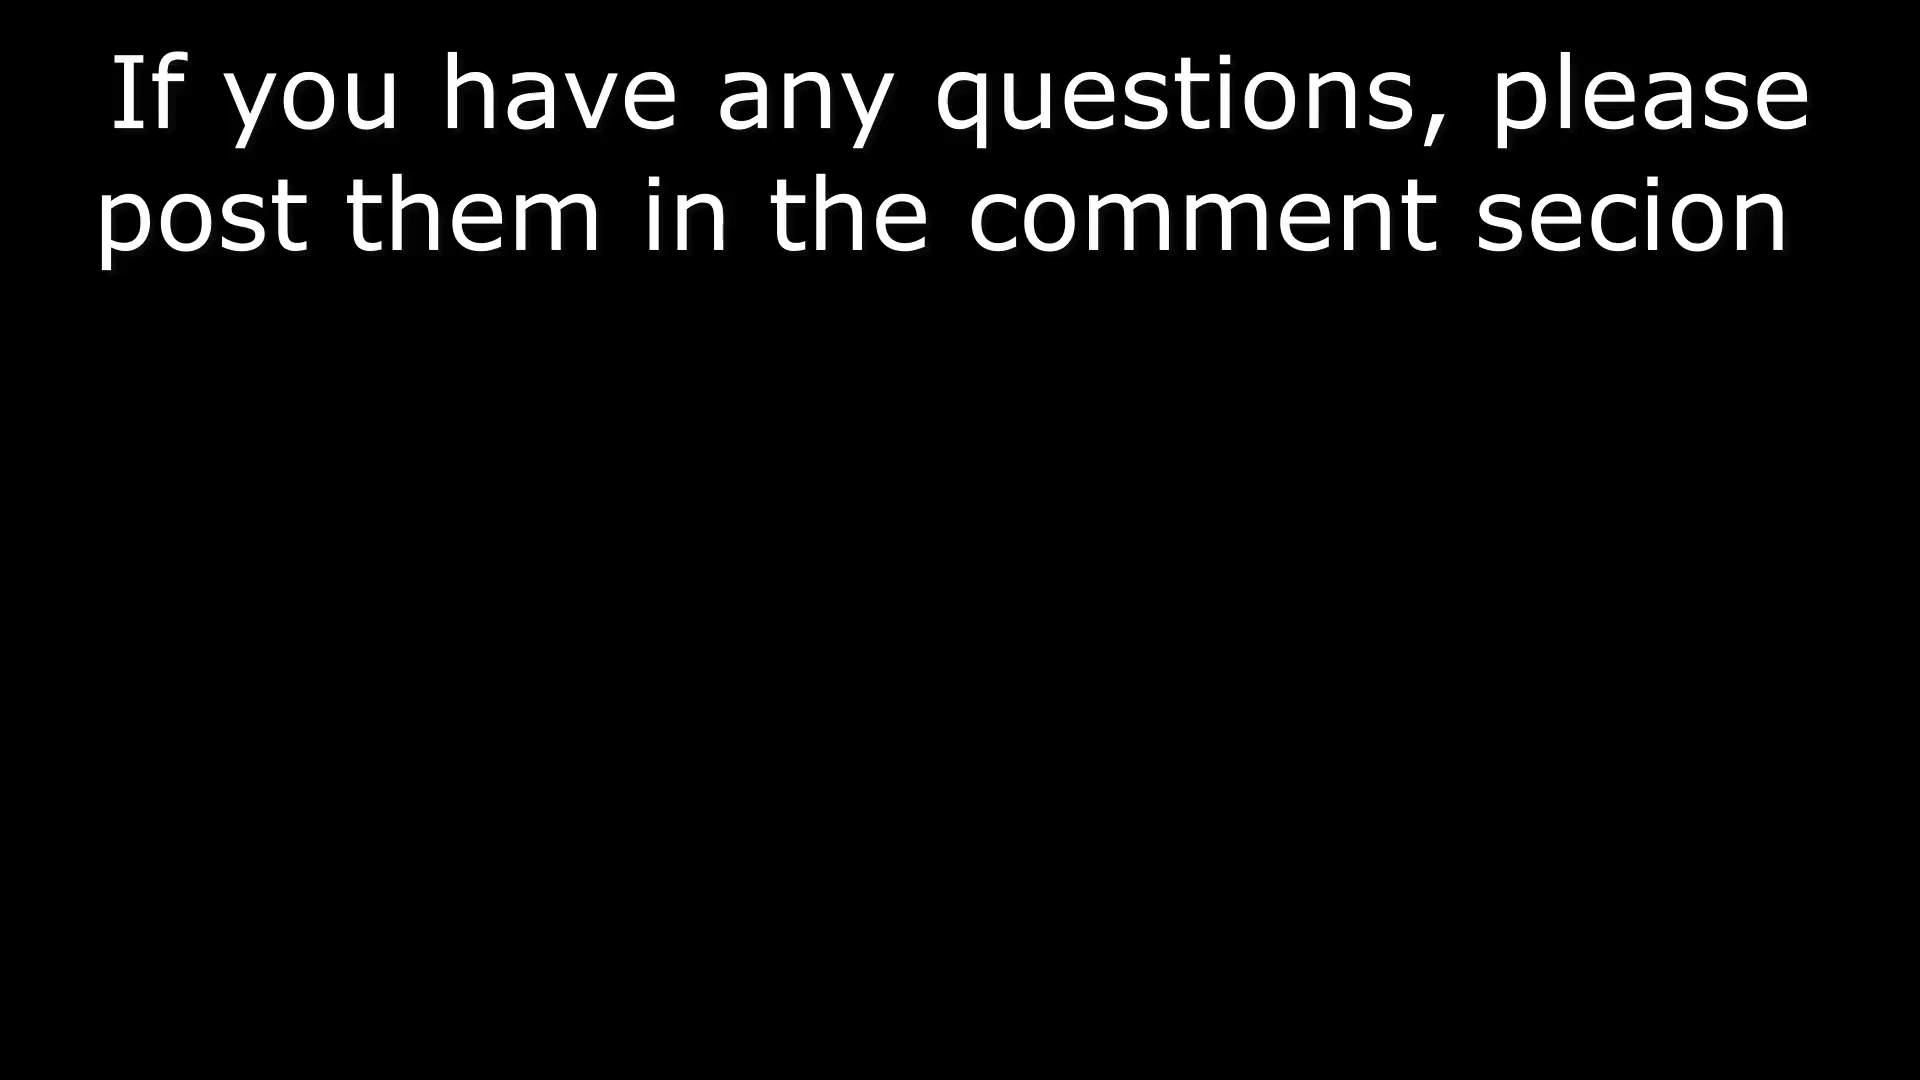 If you have any questions, please
post them in the comment secion